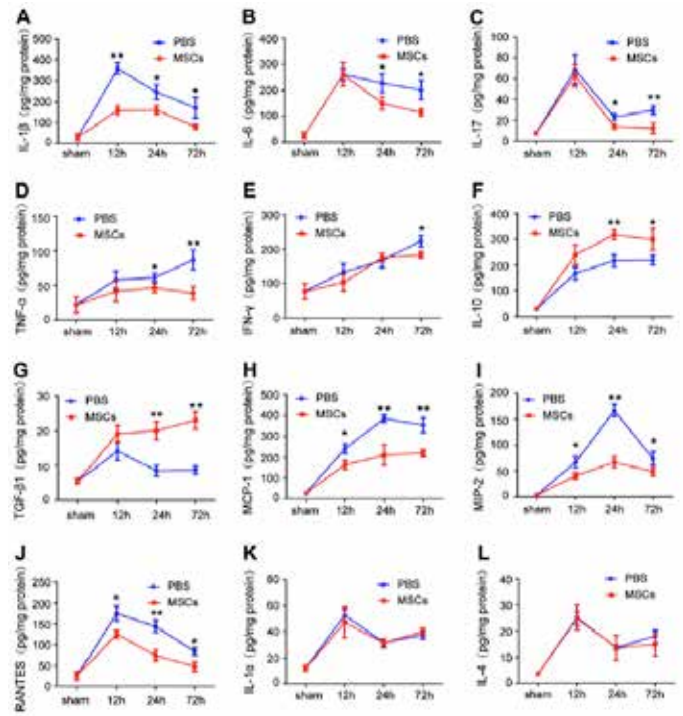 A
500
400
300
200
100
0
IL-1β (pg/mg protein)
PBS
MSCs
**
*
*
sham 12h 24h 72h
B
500
400
300
200
100
0
IL-6 (pg/mg protein)
PBS
MSCs
*
*
sham 12h 24h 72h
C
100
80
60
40
20
0
IL-17 (pg/mg protein)
PBS
MSCs
*
**
sham 12h 24h 72h
D
150
100
50
0
TNF-α (pg/mg protein)
PBS
MSCs
*
**
sham 12h 24h 72h
E
300
200
100
0
IFN-γ (pg/mg protein)
PBS
MSCs
*
sham 12h 24h 72h
F
400
300
200
100
0
IL-10 (pg/mg protein)
MSCs
PBS
**
*
sham 12h 24h 72h
G
30
20
10
0
TGF-β1 (pg/mg protein)
PBS
MSCs
**
**
sham 12h 24h 72h
H
500
400
300
200
100
0
MCP-1 (pg/mg protein)
PBS
MSCs
*
**
**
sham 12h 24h 72h
I
200
150
100
50
0
MIP-2 (pg/mg protein)
PBS
MSCs
*
**
*
sham 12h 24h 72h
J
250
200
150
100
50
0
RANTES (pg/mg protein)
PBS
MSCs
*
**
*
sham 12h 24h 72h
K
80
60
40
20
0
IL-1α (pg/mg protein)
PBS
MSCs
sham 12h 24h 72h
L
40
30
20
10
0
IL-4 (pg/mg protein)
PBS
MSCs
sham 12h 24h 72h